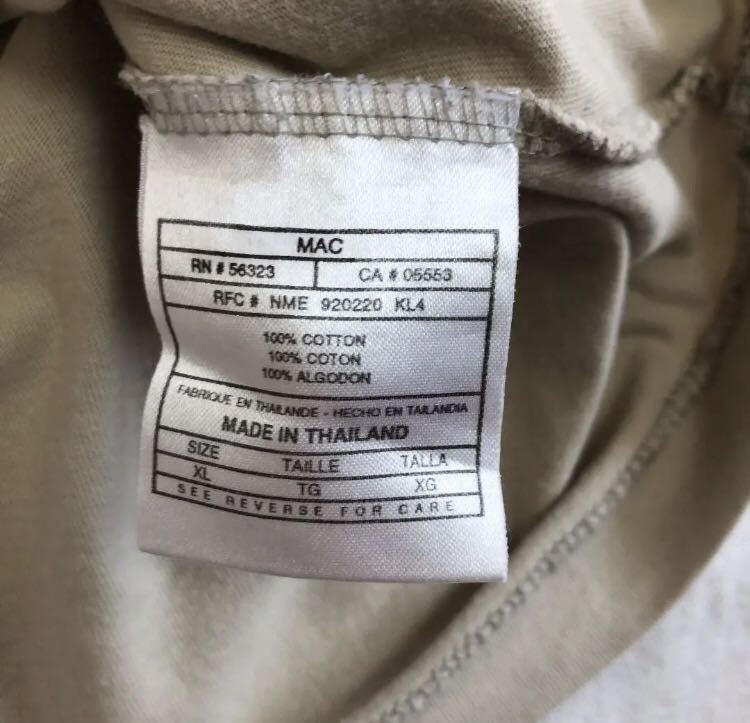 MAC
RN # 56323 CA # 05553
RFC # NME 920220 KL4
100% COTTON
100% COTON
100% ALGODON
FABRIQUE EN THAILANDE - HECHO EN TAILANDIA
MADE IN THAILAND
SIZE TAILLE TALLA
XL TG XG
SEE REVERSE FOR CARE